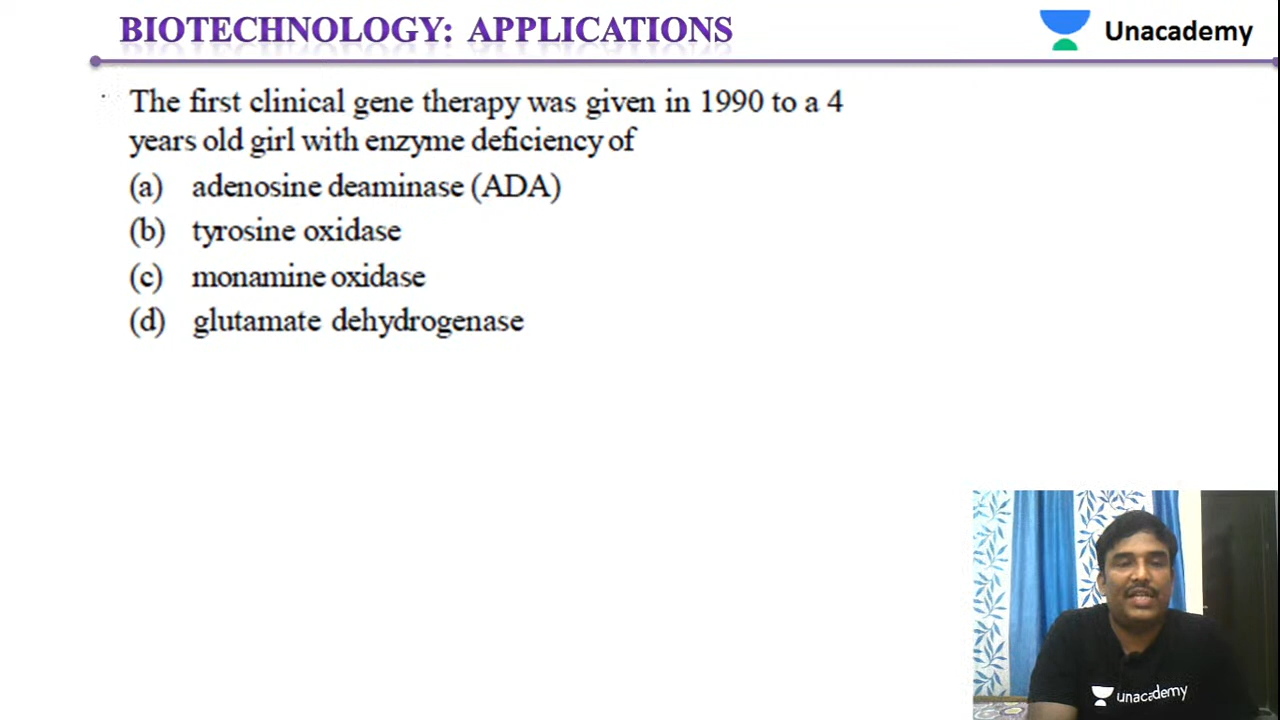 BIOTECHNOLOGY: APPLICATIONS
Unacademy
The first clinical gene therapy was given in 1990 to a 4
years old girl with enzyme deficiency of
(a) adenosine deaminase (ADA)
(b) tyrosine oxidase
(c) monamine oxidase
(d) glutamate dehydrogenase
unacademy